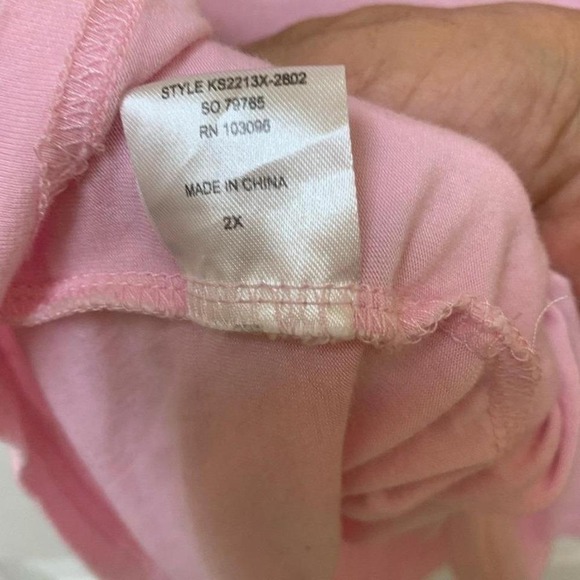 STYLE KS2213X-2802
SO 79785
RN 103096
MADE IN CHINA
2X